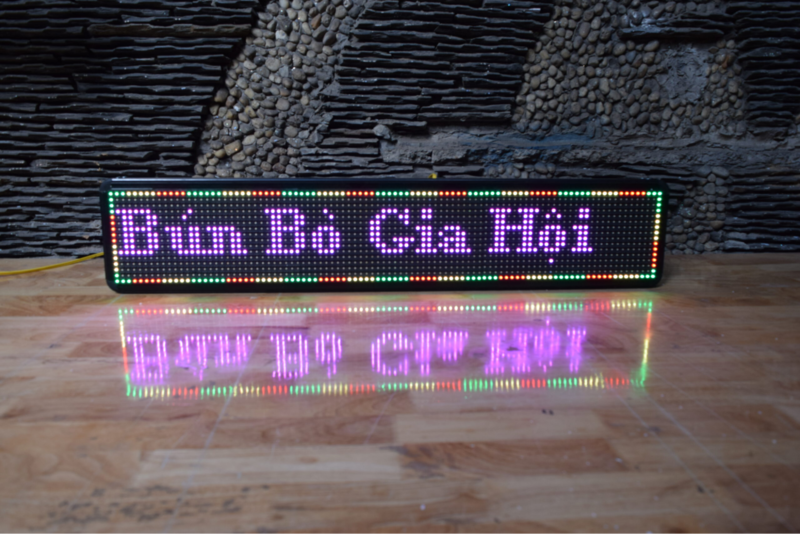 Bún Bò Gia Hội